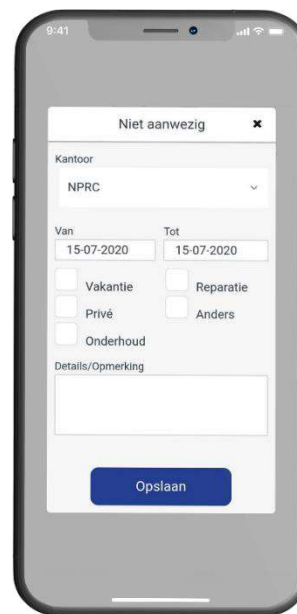 9:41
Niet aanwezig
Kantoor
NPRC
Van Tot
15-07-2020 15-07-2020
Vakantie Reparatie
Privé Anders
Onderhoud
Details/Opmerking
Opslaan